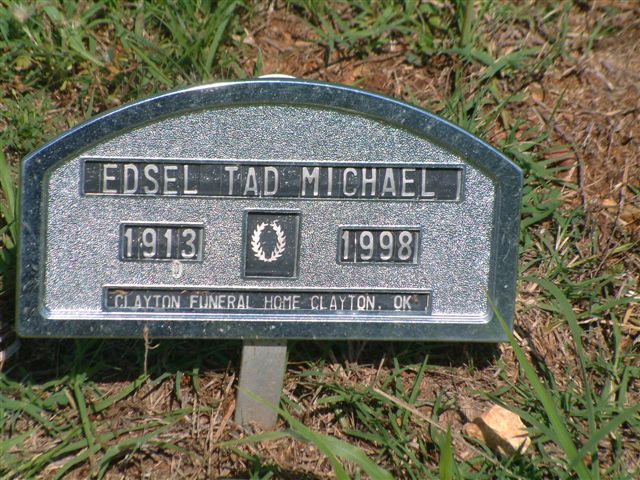 EDSEL TAD MICHAEL
1913 1998
CLAYTON FUNERAL HOME CLAYTON, OK